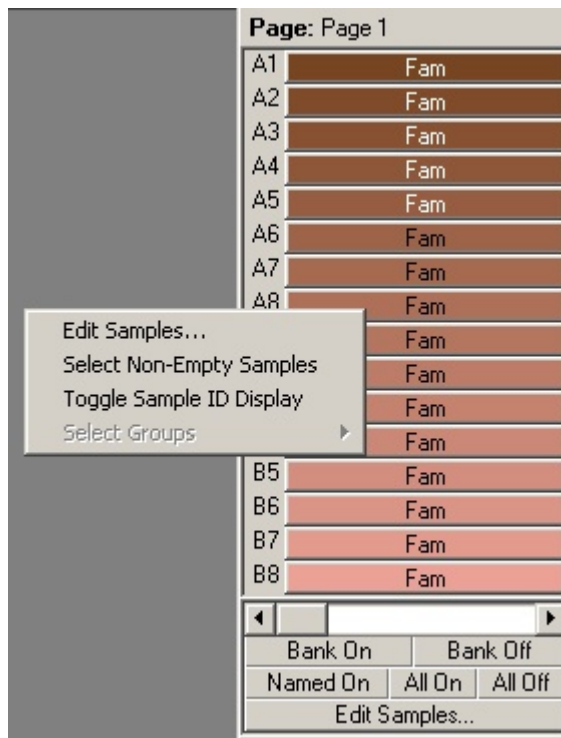 Page: Page 1
A1 Fam
A2 Fam
A3 Fam
A4 Fam
A5 Fam
A6 Fam
A7 Fam
A8 Fam
Fam
Fam
Fam
Fam
B5 Fam
B6 Fam
B7 Fam
B8 Fam
Edit Samples...
Select Non-Empty Samples
Toggle Sample ID Display
Select Groups
Bank On Bank Off
Named On All On All Off
Edit Samples...